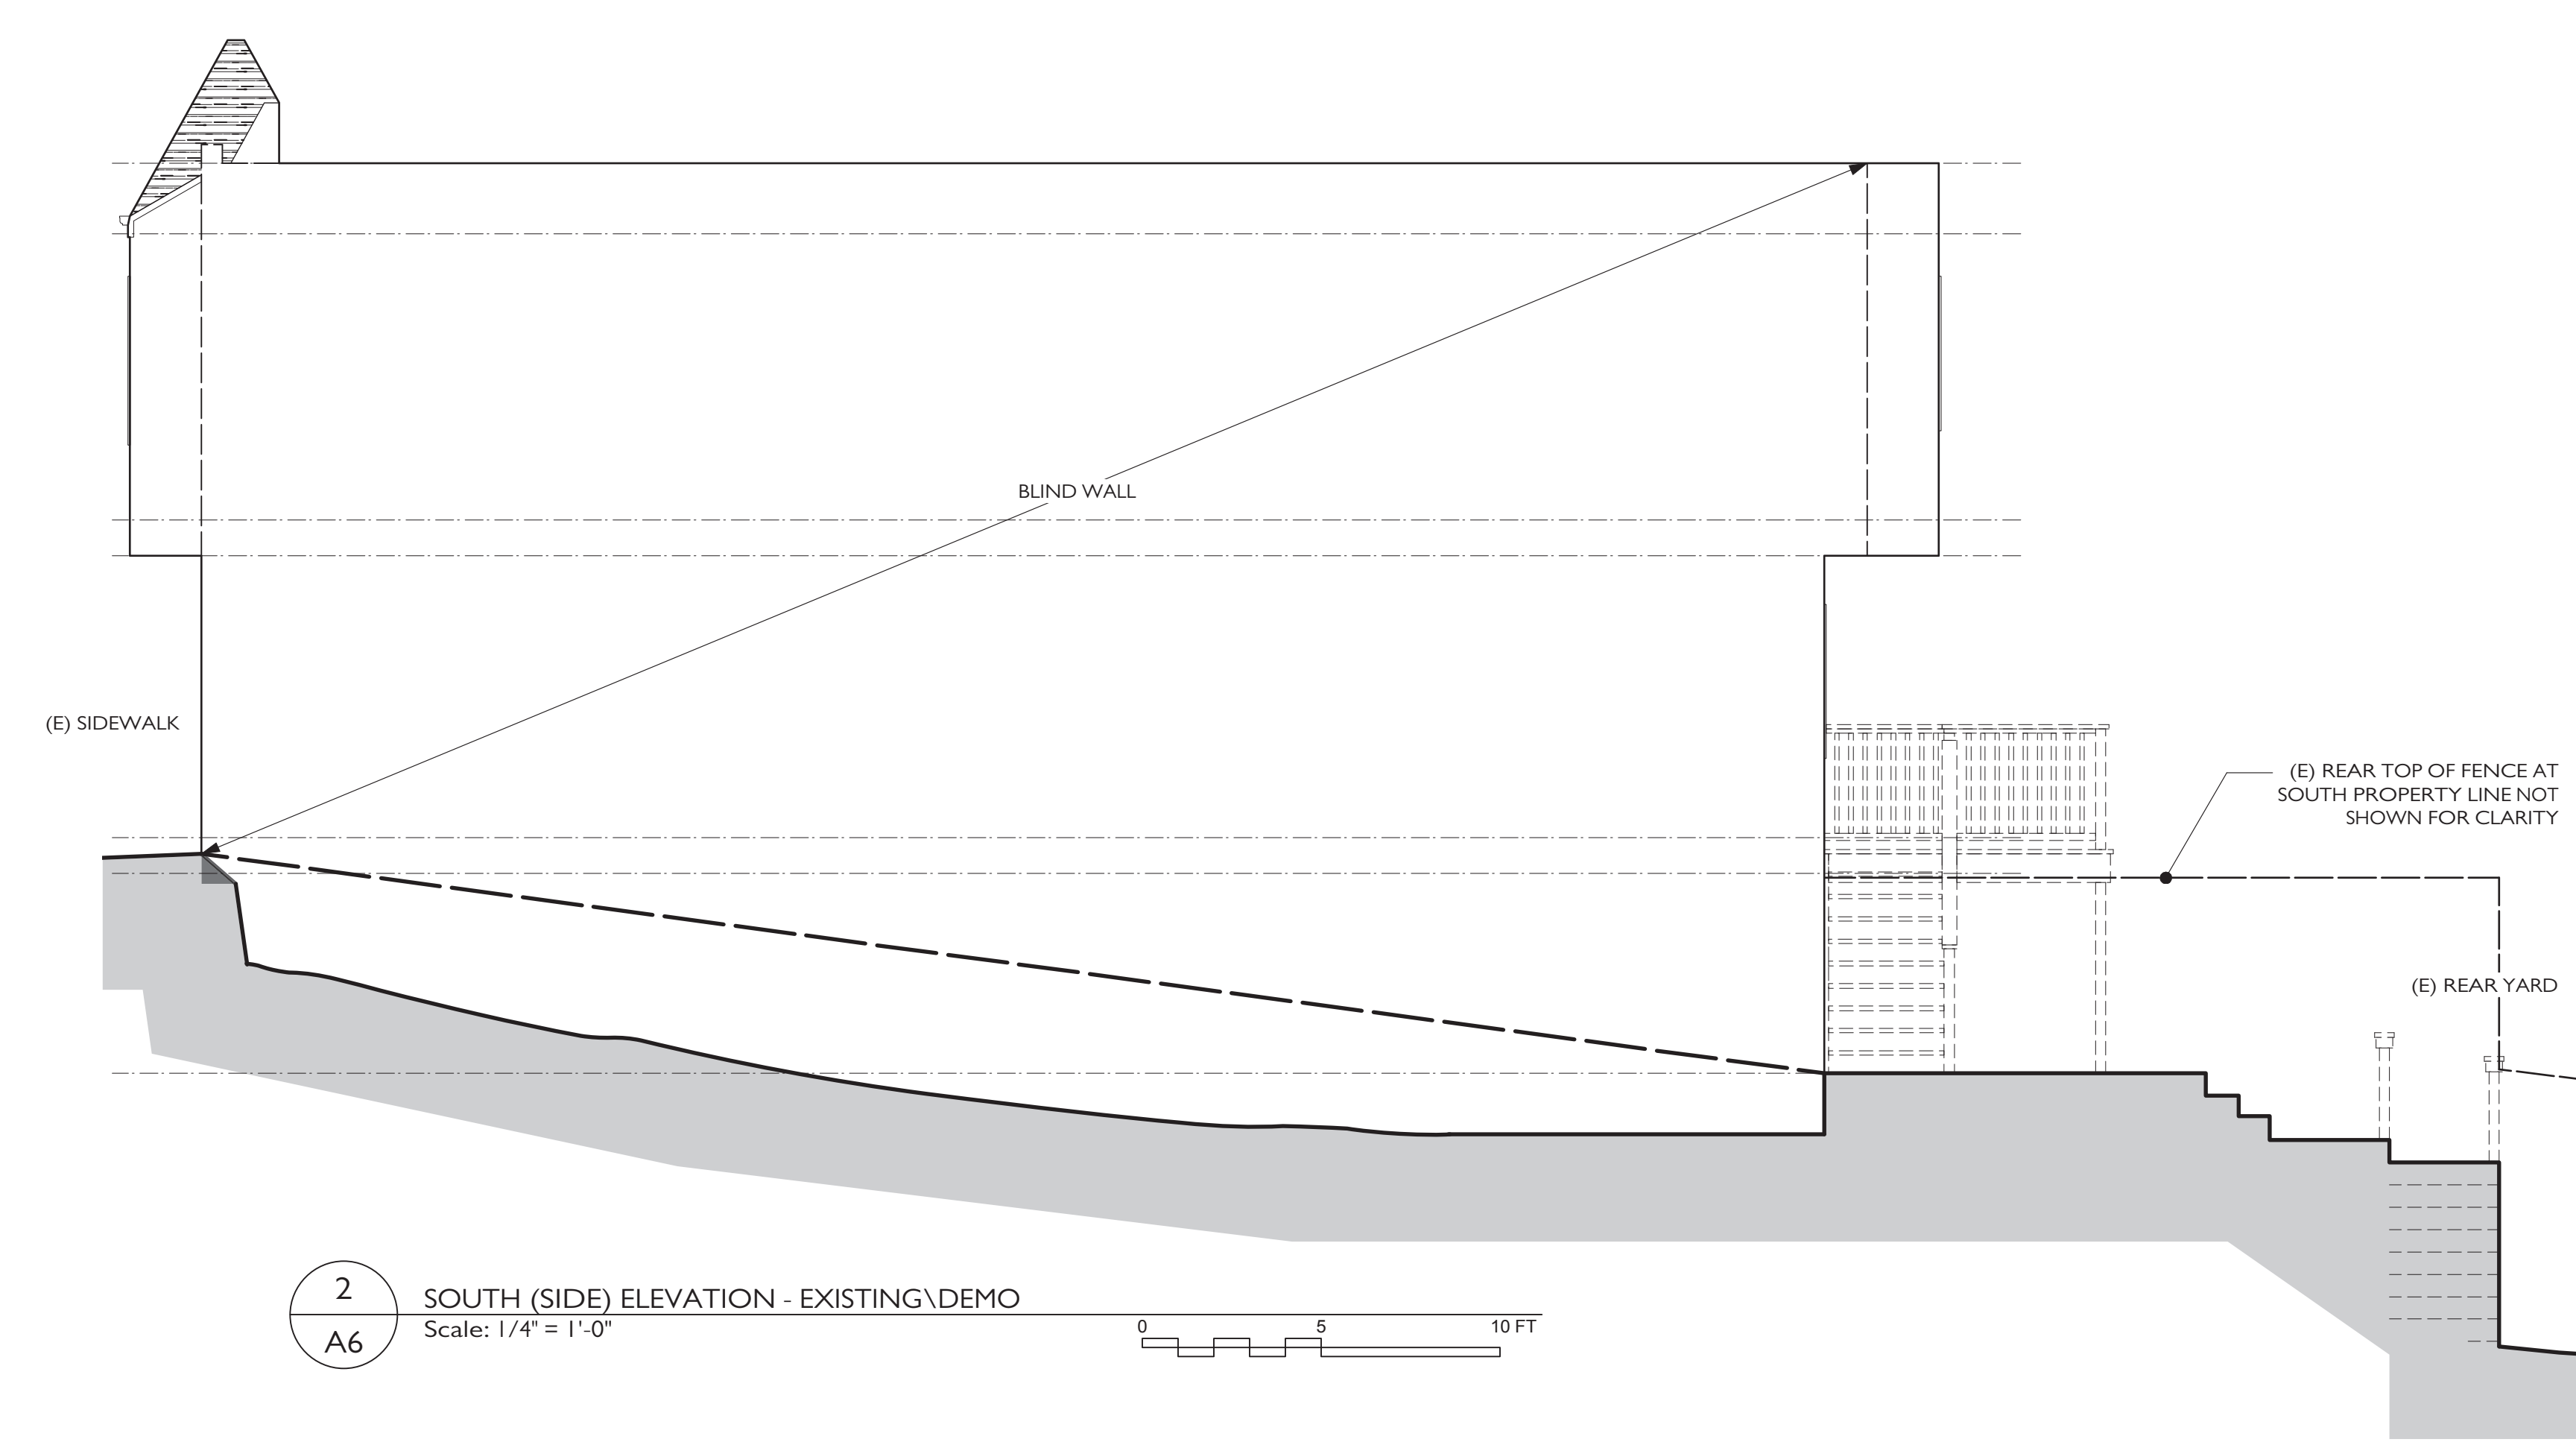 BLIND WALL
(E) SIDEWALK
(E) REAR TOP OF FENCE AT
SOUTH PROPERTY LINE NOT
SHOWN FOR CLARITY
(E) REAR YARD
2
A6
SOUTH (SIDE) ELEVATION - EXISTING\DEMO
Scale: 1/4" = 1'-0"
0 5 10 FT